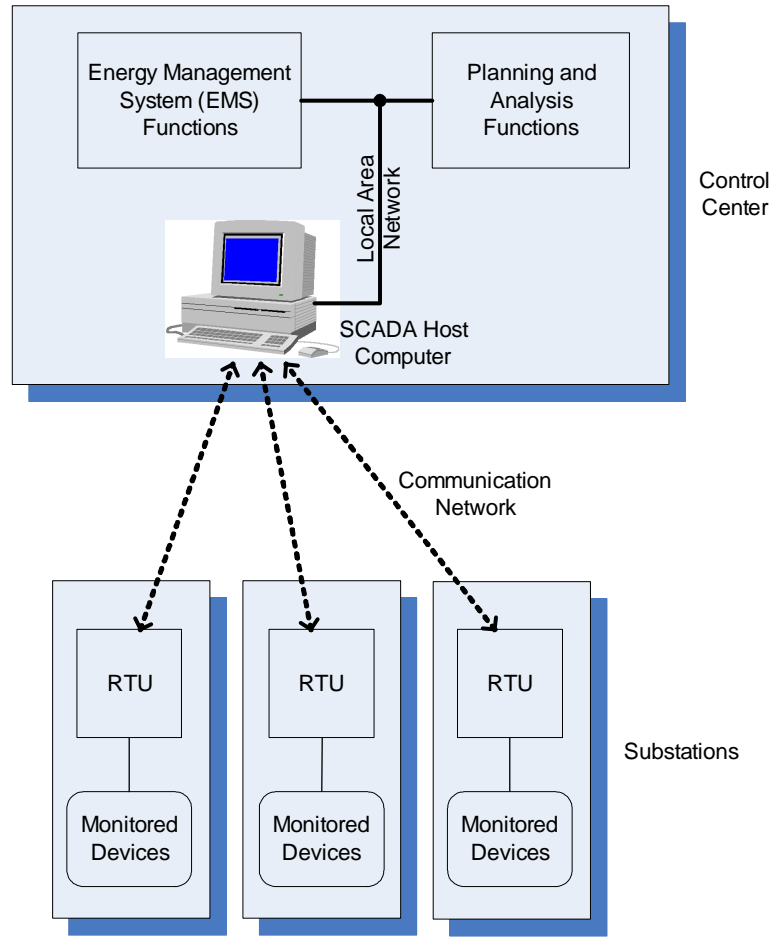 Energy Management
System (EMS)
Functions
Planning and
Analysis
Functions
Local Area
Network
Control
Center
SCADA Host
Computer
Communication
Network
RTU
RTU
RTU
Substations
Monitored
Devices
Monitored
Devices
Monitored
Devices